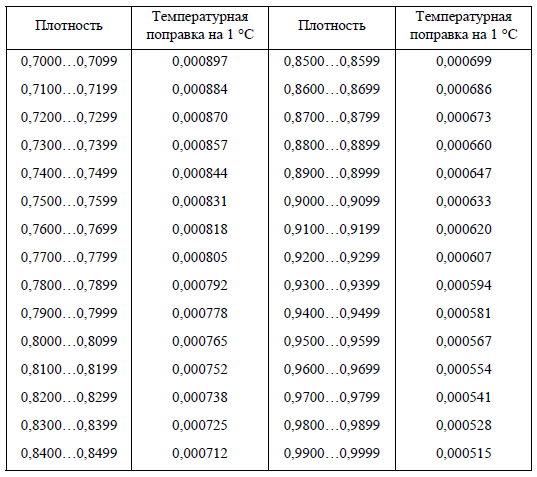 Плотность Температурная поправка на 1 °С Плотность Температурная поправка на 1 °С
0,7000…0,7099 0,000897 0,8500…0,8599 0,000699
0,7100…0,7199 0,000884 0,8600…0,8699 0,000686
0,7200…0,7299 0,000870 0,8700…0,8799 0,000673
0,7300…0,7399 0,000857 0,8800…0,8899 0,000660
0,7400…0,7499 0,000844 0,8900…0,8999 0,000647
0,7500…0,7599 0,000831 0,9000…0,9099 0,000633
0,7600…0,7699 0,000818 0,9100…0,9199 0,000620
0,7700…0,7799 0,000805 0,9200…0,9299 0,000607
0,7800…0,7899 0,000792 0,9300…0,9399 0,000594
0,7900…0,7999 0,000778 0,9400…0,9499 0,000581
0,8000…0,8099 0,000765 0,9500…0,9599 0,000567
0,8100…0,8199 0,000752 0,9600…0,9699 0,000554
0,8200…0,8299 0,000738 0,9700…0,9799 0,000541
0,8300…0,8399 0,000725 0,9800…0,9899 0,000528
0,8400…0,8499 0,000712 0,9900…0,9999 0,000515